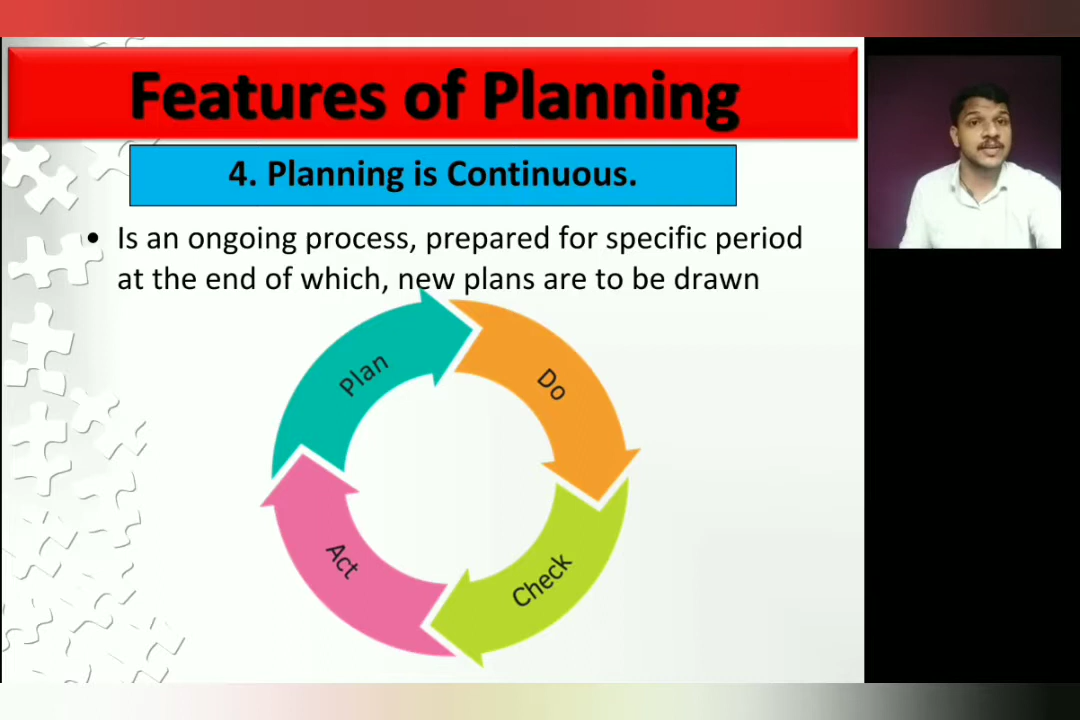 Features of Planning
4. Planning is Continuous.
• Is an ongoing process, prepared for specific period
at the end of which, new plans are to be drawn
Plan
Do
Act
Check